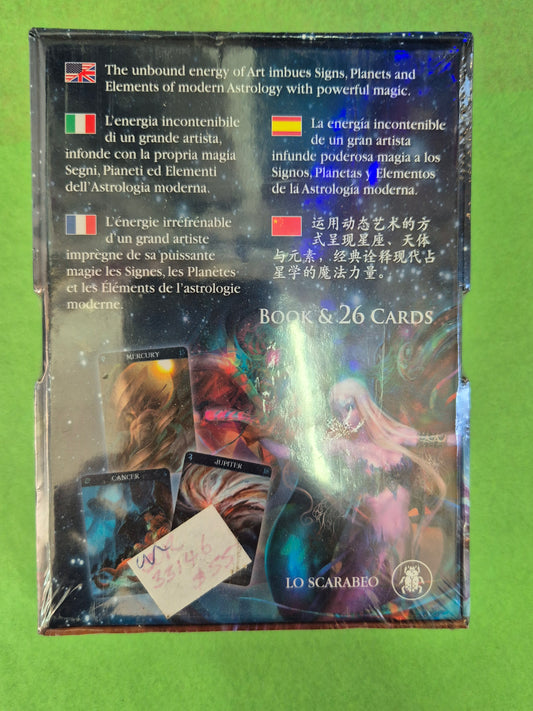 The unbound energy of Art imbues Signs, Planets and
Elements of modern Astrology with powerful magic.
L'energia incontenibile
di un grande artista,
infonde con la propria magia
Segni, Pianeti ed Elementi
dell'Astrologia moderna.
La energía incontenible
de un gran artista
infunde poderosa magia a los
Signos, Planetas y Elementos
de la Astrología moderna.
L'énergie irréfrénable
d'un grand artiste
imprègne de sa puissante
magie les Signes, les Planètes
et les Éléments de l'astrologie
moderne.
运用动态艺术的方
式呈现星座、天体
与元素，经典诠释现代占
星学的魔法力量。
BOOK & 26 CARDS
MERCURY
CANCER
3 JUPITER
33146
LO SCARABEO